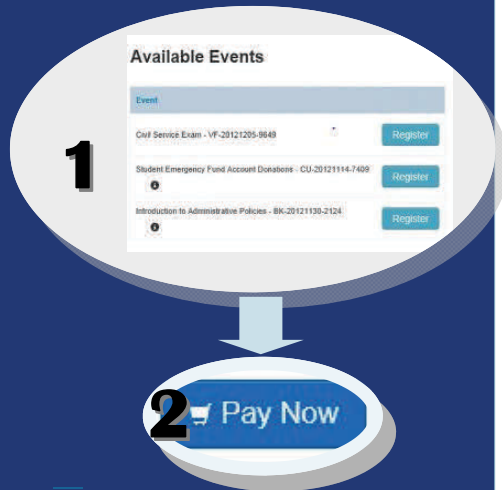 Available Events
Event
Civil Service Exam - VF-20121205-9649
Register
Student Emergency Fund Account Donations - CU-20121114-7409
Register
Introduction to Administrative Policies - BK-20121130-2124
Register
1
2
Pay Now